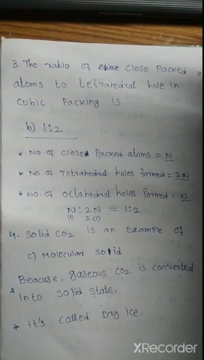 3. The ratio of close Packed
atoms to tetrahedral hole in
cubic packing is
b) 1:2
* No. of closed Packed atoms = N
* No. of Tetrahedral holes formed = 2N
* No. of octahedral holes formed = N
N : 2N = 1:2
4. Solid CO2 is an example of
c) Molecular solid
Beacuse, gaseous CO2 is converted
* into solid state,
* it's called Dry Ice.
XRecorder